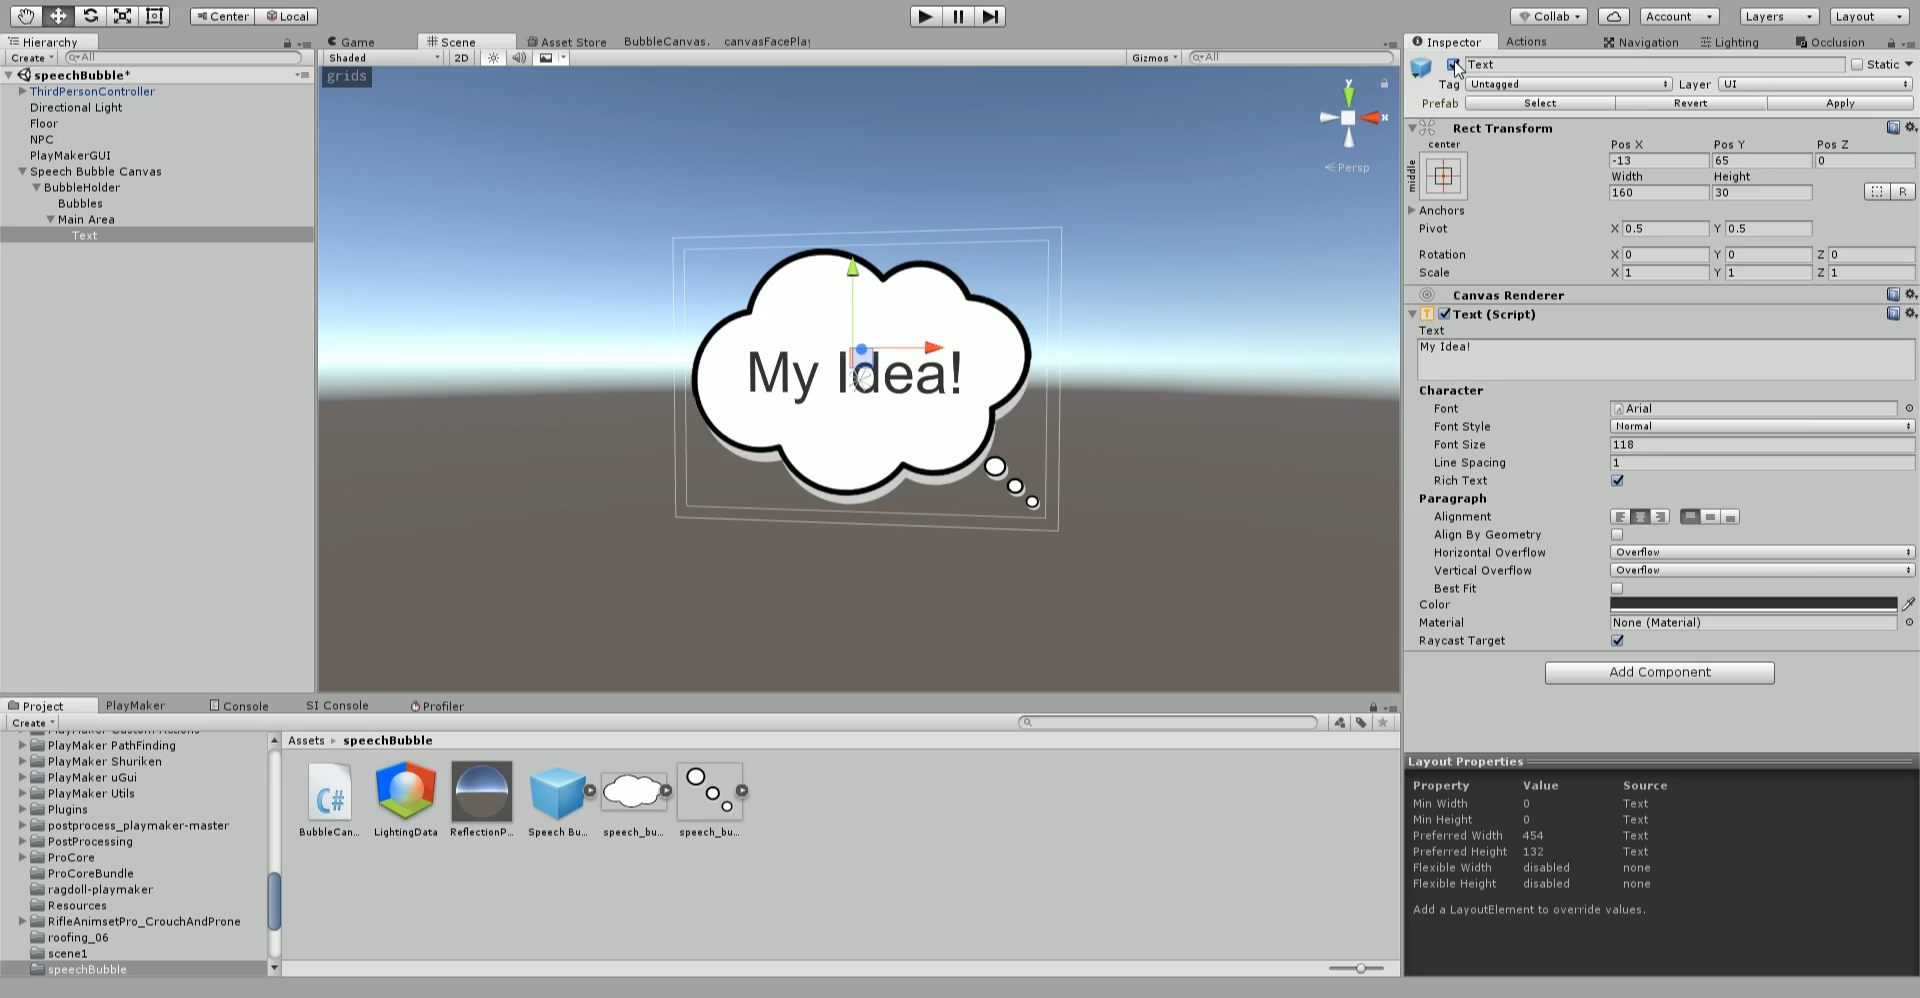 Center
Local
Collab
Account
Layers
Layout
Hierarchy
Create
All
speechBubble*
ThirdPersonController
Directional Light
Floor
NPC
PlayMakerGUI
Speech Bubble Canvas
BubbleHolder
Bubbles
Main Area
Text
Game
Scene
Asset Store
BubbleCanvas.
canvasFacePlay
Shaded
2D
Gizmos
All
grids
y
x
Persp
My Idea!
Inspector
Actions
Navigation
Lighting
Occlusion
Text
Static
Tag Untagged Layer UI
Prefab Select Revert Apply
Rect Transform
center
middle
Pos X Pos Y Pos Z
-13 65 0
Width Height
160 30
R
Anchors
Pivot X 0.5 Y 0.5
Rotation X 0 Y 0 Z 0
Scale X 1 Y 1 Z 1
Canvas Renderer
Text (Script)
Text
My Idea!
Character
Font Arial
Font Style Normal
Font Size 118
Line Spacing 1
Rich Text
Paragraph
Alignment
Align By Geometry
Horizontal Overflow Overflow
Vertical Overflow Overflow
Best Fit
Color
Material None (Material)
Raycast Target
Add Component
Layout Properties
Property Value Source
Min Width 0 Text
Min Height 0 Text
Preferred Width 454 Text
Preferred Height 132 Text
Flexible Width disabled none
Flexible Height disabled none
Add a LayoutElement to override values.
Project
PlayMaker
Console
SI Console
Profiler
Create
PlayMaker Custom Actions
PlayMaker PathFinding
PlayMaker Shuriken
PlayMaker uGui
PlayMaker Utils
Plugins
postprocess_playmaker-master
PostProcessing
ProCore
ProCoreBundle
ragdoll-playmaker
Resources
RifleAnimsetPro_CrouchAndProne
roofing_06
scene1
speechBubble
Assets
speechBubble
C#
BubbleCan...
LightingData
ReflectionP...
Speech Bu...
speech_bu...
speech_bu...